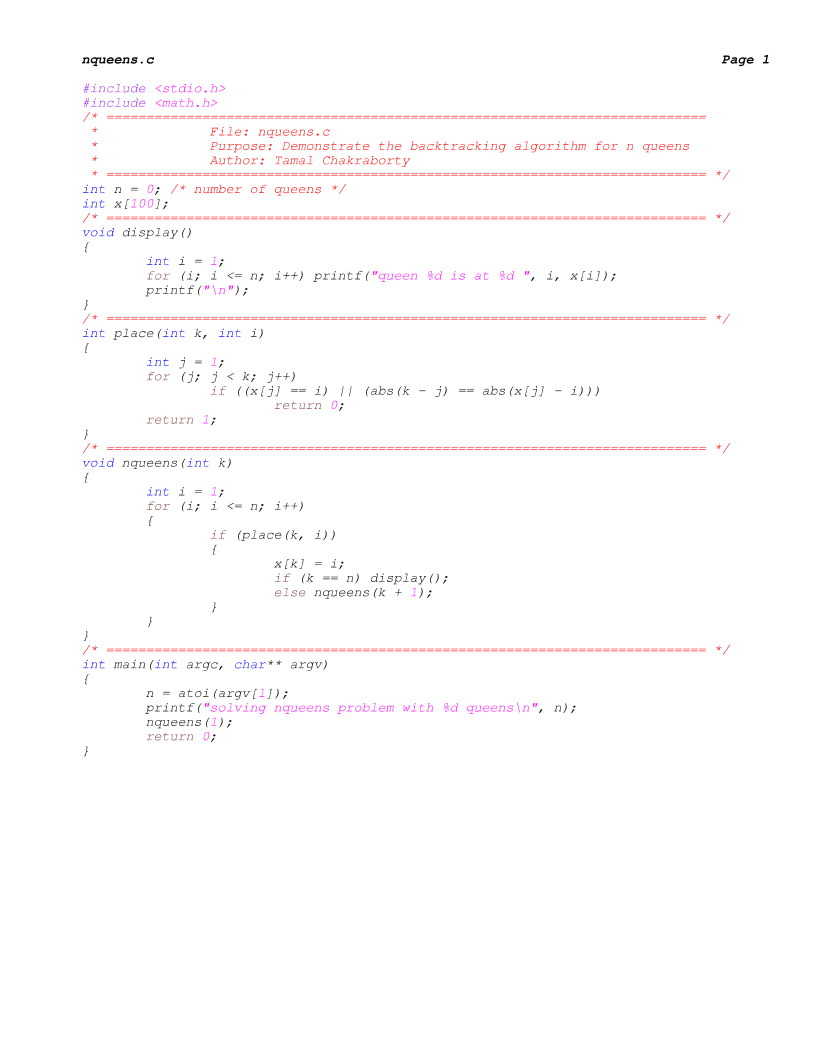 nqueens.c Page 1
#include <stdio.h>
#include <math.h>
/* ===========================================================================
 *              File: nqueens.c
 *              Purpose: Demonstrate the backtracking algorithm for n queens
 *              Author: Tamal Chakraborty
 * =========================================================================== */
int n = 0; /* number of queens */
int x[100];
/* =========================================================================== */
void display()
{
        int i = 1;
        for (i; i <= n; i++) printf("queen %d is at %d ", i, x[i]);
        printf("\n");
}
/* =========================================================================== */
int place(int k, int i)
{
        int j = 1;
        for (j; j < k; j++)
                if ((x[j] == i) || (abs(k - j) == abs(x[j] - i)))
                        return 0;
        return 1;
}
/* =========================================================================== */
void nqueens(int k)
{
        int i = 1;
        for (i; i <= n; i++)
        {
                if (place(k, i))
                {
                        x[k] = i;
                        if (k == n) display();
                        else nqueens(k + 1);
                }
        }
}
/* =========================================================================== */
int main(int argc, char** argv)
{
        n = atoi(argv[1]);
        printf("solving nqueens problem with %d queens\n", n);
        nqueens(1);
        return 0;
}